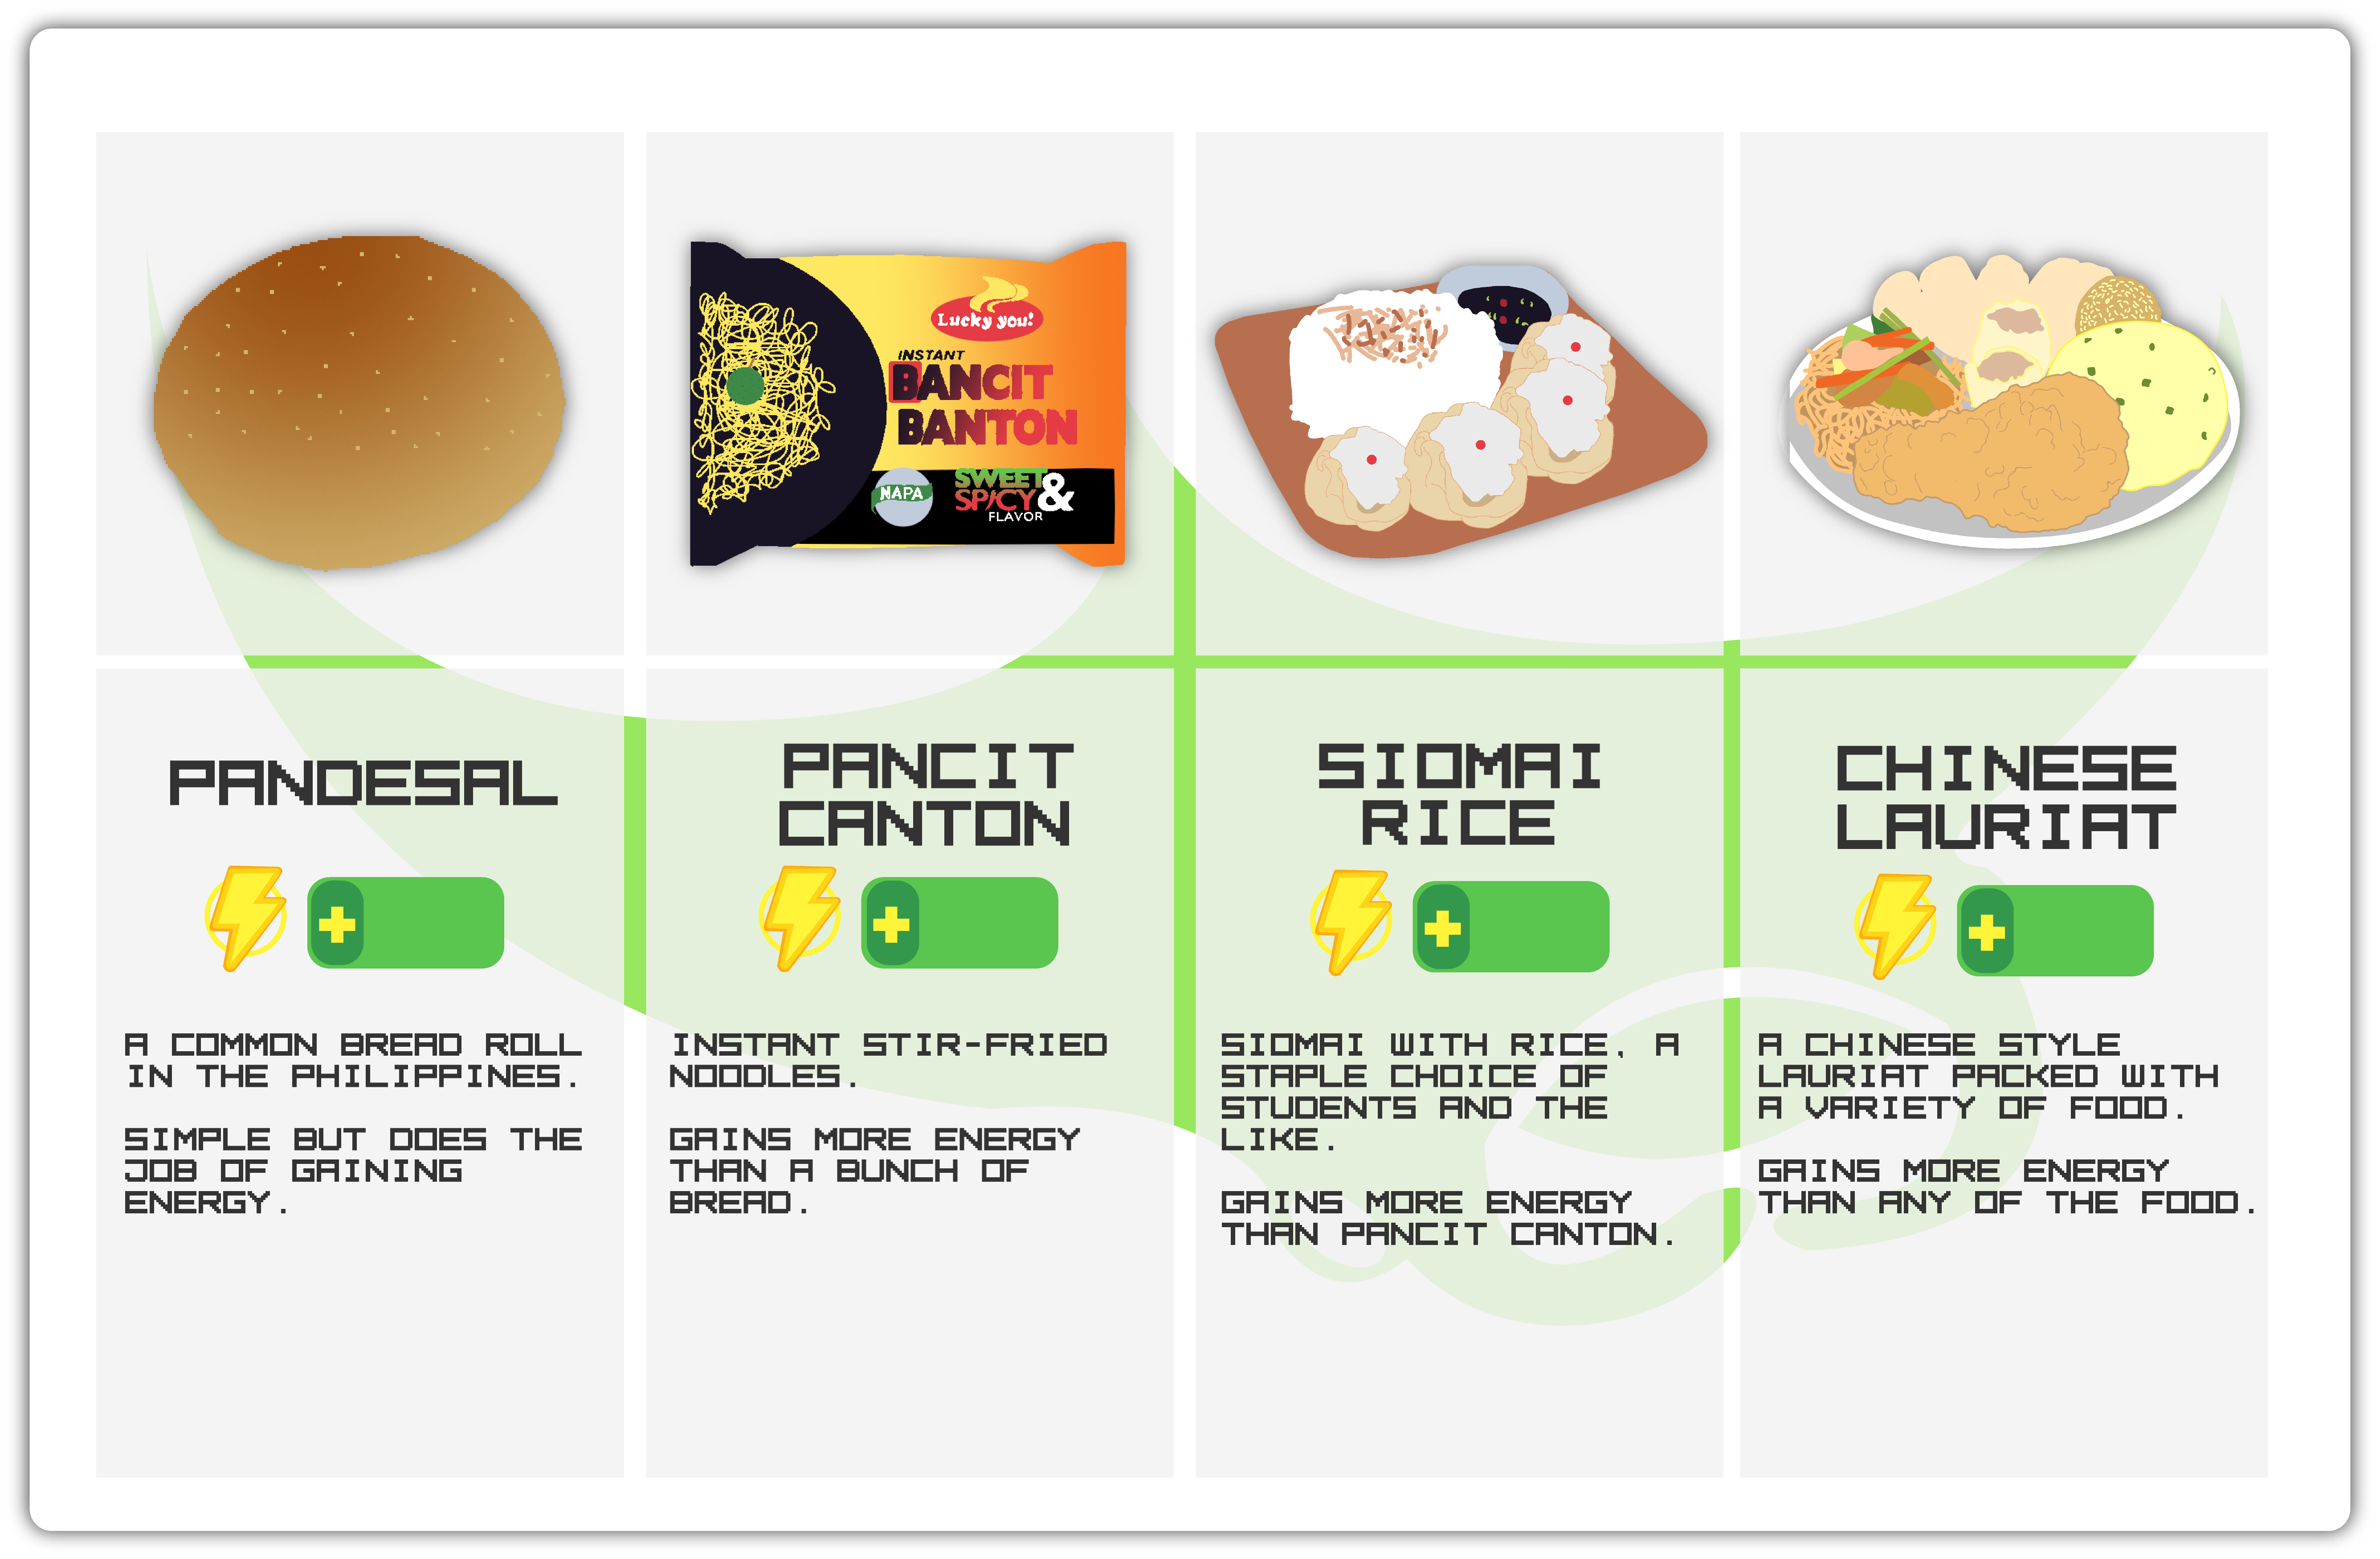 Lucky you!
INSTANT
BANCIT
BANTON
NAPA
SWEET
SPICY &
FLAVOR
PANDESAL
A COMMON BREAD ROLL
IN THE PHILIPPINES.
SIMPLE BUT DOES THE
JOB OF GAINING
ENERGY.
PANCIT
CANTON
INSTANT STIR-FRIED
NOODLES.
GAINS MORE ENERGY
THAN A BUNCH OF
BREAD.
SIOMAI
RICE
SIOMAI WITH RICE, A
STAPLE CHOICE OF
STUDENTS AND THE
LIKE.
GAINS MORE ENERGY
THAN PANCIT CANTON.
CHINESE
LAURIAT
A CHINESE STYLE
LAURIAT PACKED WITH
A VARIETY OF FOOD.
GAINS MORE ENERGY
THAN ANY OF THE FOOD.